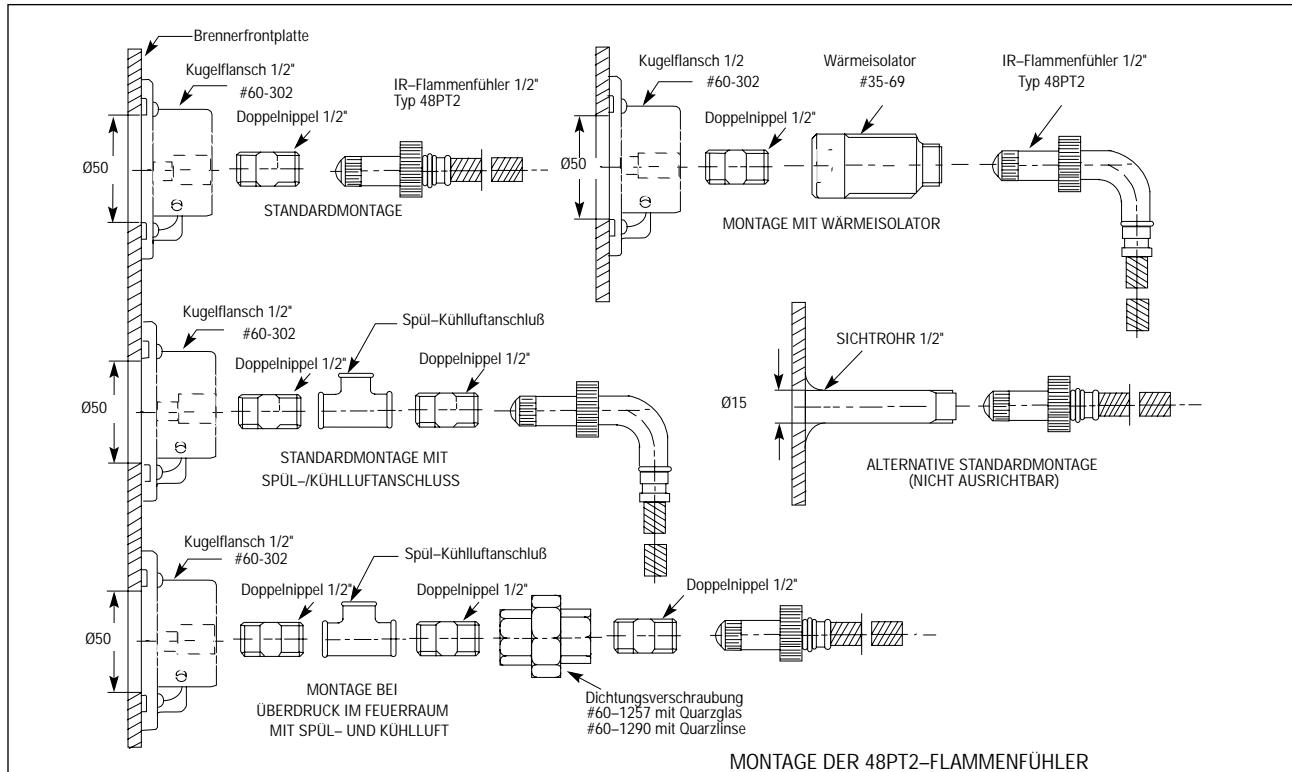 Brennerfrontplatte
Kugelflansch 1/2"
#60-302
IR–Flammenfühler 1/2"
Typ 48PT2
Doppelnippel 1/2"
Ø50
STANDARDMONTAGE
Kugelflansch 1/2
#60-302
Wärmeisolator
#35-69
IR–Flammenfühler 1/2"
Typ 48PT2
Doppelnippel 1/2"
Ø50
MONTAGE MIT WÄRMEISOLATOR
Kugelflansch 1/2"
#60-302
Spül–Kühlluftanschluß
Doppelnippel 1/2"
Doppelnippel 1/2"
Ø50
STANDARDMONTAGE MIT
SPÜL–/KÜHLLUFTANSCHLUSS
SICHTROHR 1/2"
Ø15
ALTERNATIVE STANDARDMONTAGE
(NICHT AUSRICHTBAR)
Kugelflansch 1/2"
#60-302
Spül–Kühlluftanschluß
Doppelnippel 1/2"
Doppelnippel 1/2"
Doppelnippel 1/2"
Ø50
MONTAGE BEI
ÜBERDRUCK IM FEUERRAUM
MIT SPÜL– UND KÜHLLUFT
Dichtungsverschraubung
#60–1257 mit Quarzglas
#60–1290 mit Quarzlinse
MONTAGE DER 48PT2–FLAMMENFÜHLER